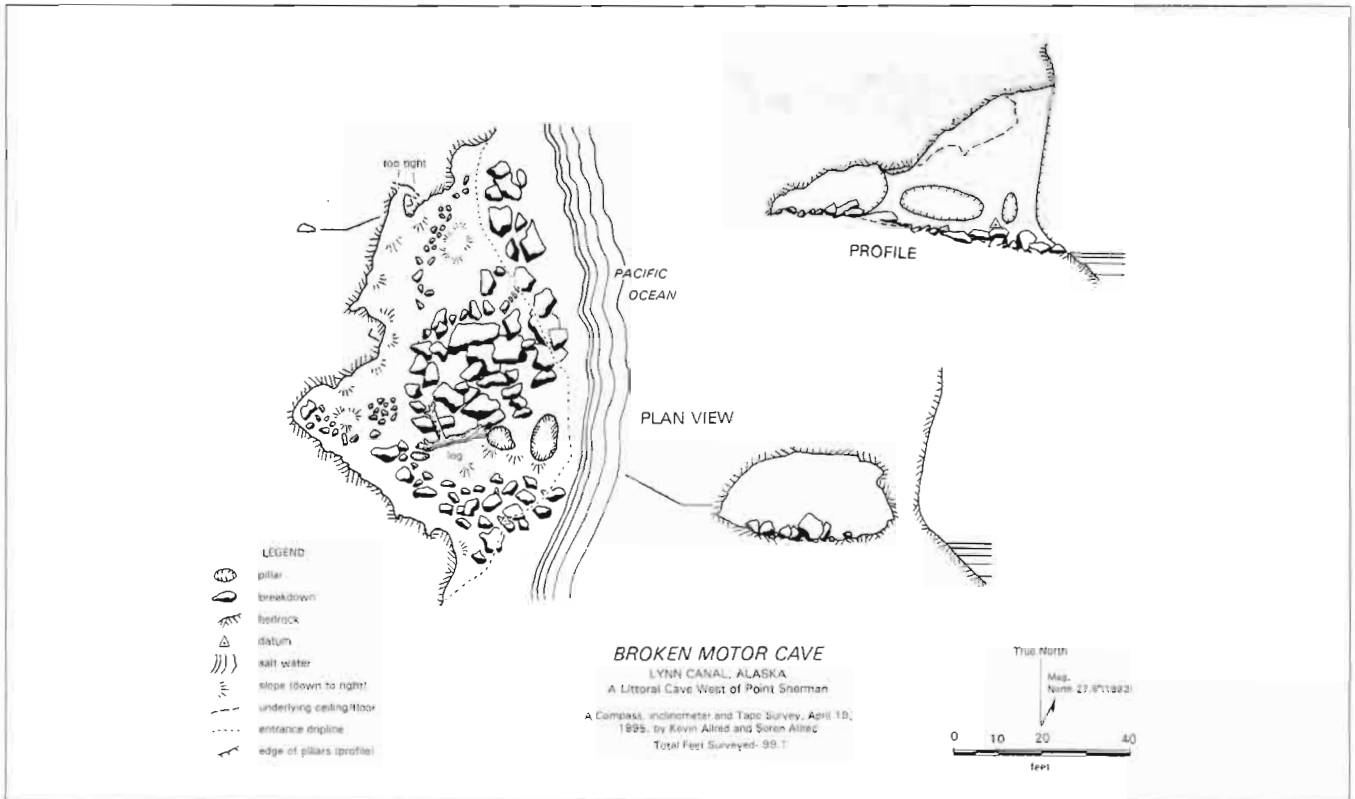 too tight
PACIFIC
OCEAN
log
PROFILE
PLAN VIEW
LEGEND
pillar
breakdown
bedrock
datum
salt water
slope (down to right)
underlying ceiling/floor
entrance dripline
edge of pillars (profile)
BROKEN MOTOR CAVE
LYNN CANAL, ALASKA
A Littoral Cave West of Point Sherman
A Compass, inclinometer and Tape Survey, April 19,
1995, by Kevin Allred and Soren Allred
Total Feet Surveyed- 99.
True North
Mag.
North
0 10 20 40
feet